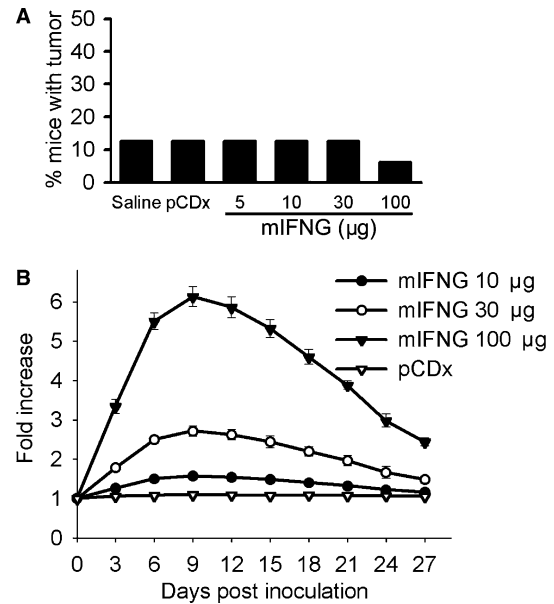 A
% mice with tumor
50
40
30
20
10
0
Saline pCDx 5 10 30 100
mIFNG (µg)
B
Fold increase
6
5
4
3
2
1
0
mIFNG 10 µg
mIFNG 30 µg
mIFNG 100 µg
pCDx
0 3 6 9 12 15 18 21 24 27
Days post inoculation